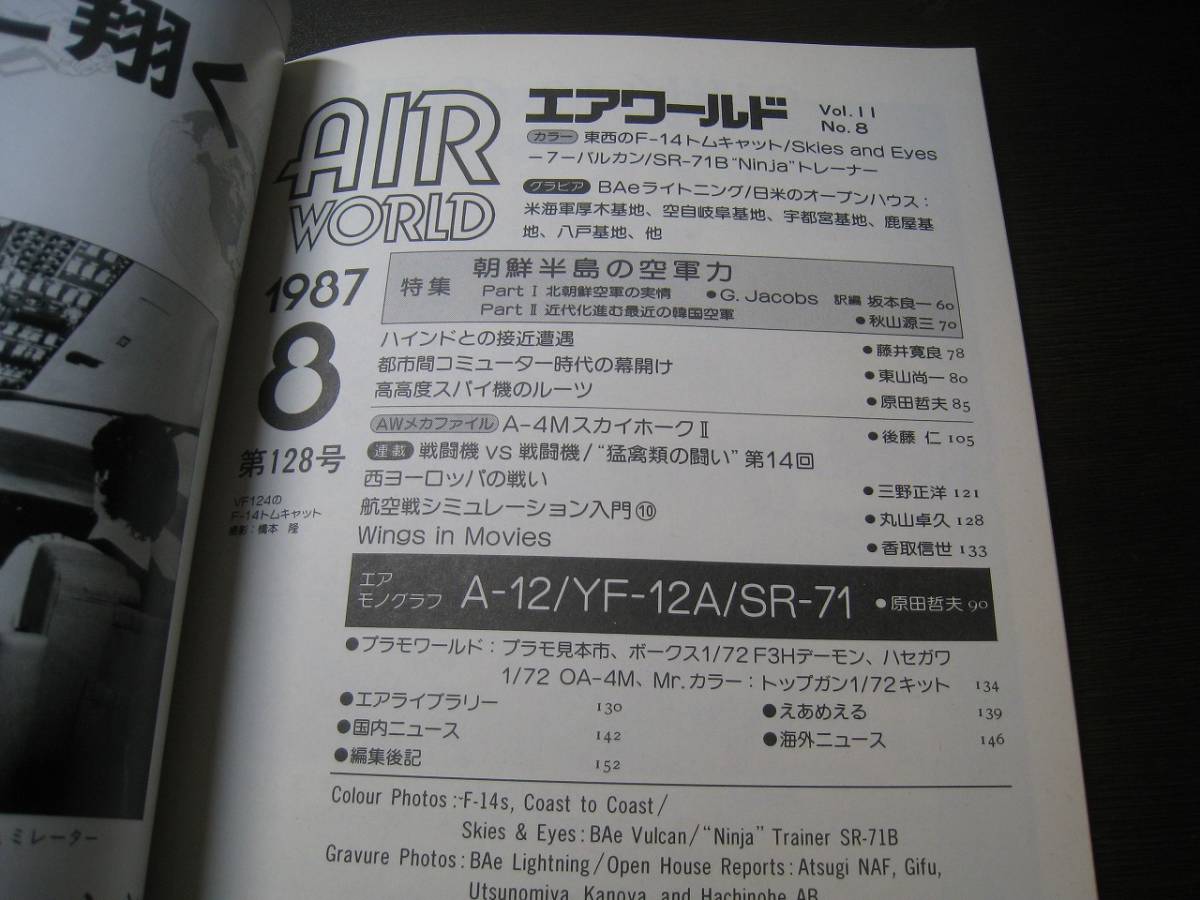 ー翔く
ミレーター
AIR
WORLD
エアワールド
Vol. 11
No. 8
カラー 東西のF-14トムキャット/Skies and Eyes
-7-バルカン/SR-71B “Ninja”トレーナー
グラビア BAeライトニング/日米のオープンハウス：
米海軍厚木基地、空自岐阜基地、宇都宮基地、鹿屋基
地、八戸基地、他
1987
8
第128号
VF124の
F-14トムキャット
撮影：橋本 隆
特集 朝鮮半島の空軍力
Part Ⅰ 北朝鮮空軍の実情 ●G. Jacobs 訳編 坂本良一 60
Part Ⅱ 近代化進む最近の韓国空軍 ●秋山源三 70
ハインドとの接近遭遇 ●藤井寛良 78
都市間コミューター時代の幕開け ●東山尚一 80
高高度スパイ機のルーツ ●原田哲夫 85
AWメカファイル A-4MスカイホークⅡ ●後藤 仁 105
連載 戦闘機 vs 戦闘機/“猛禽類の闘い”第14回
西ヨーロッパの戦い ●三野正洋 121
航空戦シミュレーション入門⑩ ●丸山卓久 128
Wings in Movies ●香取信世 133
エア
モノグラフ A-12/YF-12A/SR-71 ●原田哲夫 90
●プラモワールド：プラモ見本市、ボークス1/72 F3Hデーモン、ハセガワ
1/72 OA-4M、Mr.カラー：トップガン1/72キット 134
●エアライブラリー 130 ●えあめえる 139
●国内ニュース 142 ●海外ニュース 146
●編集後記 152
Colour Photos : F-14s, Coast to Coast /
Skies & Eyes : BAe Vulcan / “Ninja” Trainer SR-71B
Gravure Photos : BAe Lightning / Open House Reports : Atsugi NAF, Gifu,
Utsunomiya, Kanoya, and Hachinohe AB